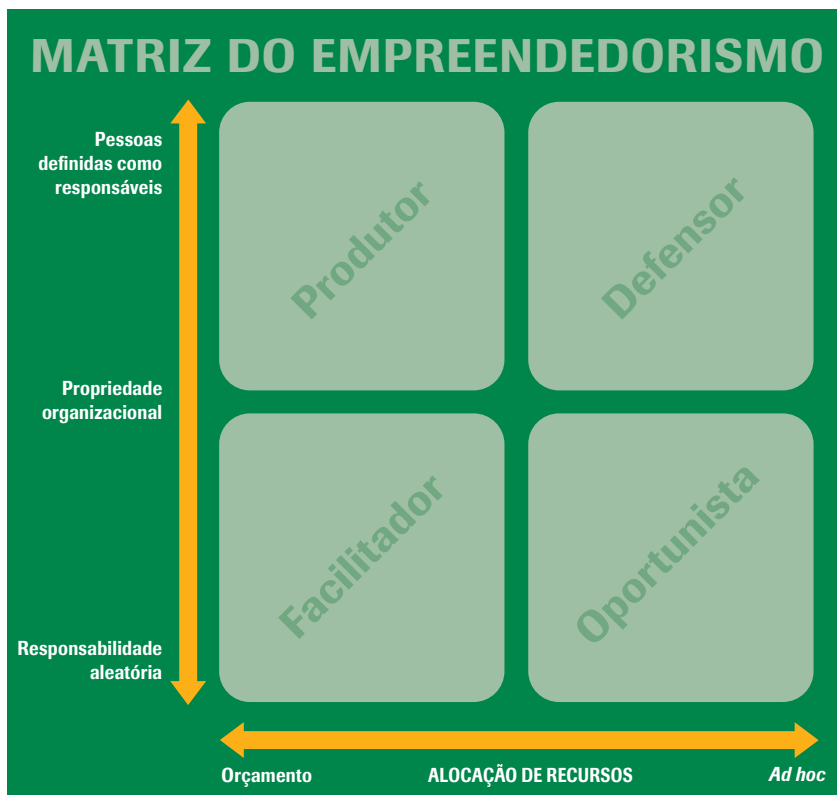 MATRIZ DO EMPREENDEDORISMO
Pessoas
definidas como
responsáveis
Produtor
Defensor
Propriedade
organizacional
Facilitador
Oportunista
Responsabilidade
aleatória
Orçamento
ALOCAÇÃO DE RECURSOS
Ad hoc